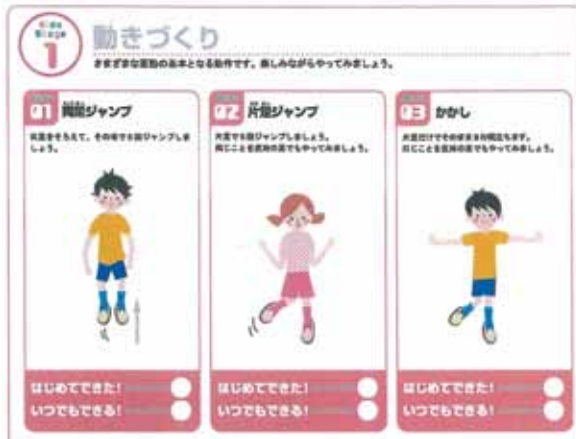 Kids
Stage
1
動きづくり
さまざまな運動の基本となる動作です。楽しみながらやってみましょう。
01 両足ジャンプ
両足をそろえて、その場で5回ジャンプしま
しょう。
はじめてできた!
いつでもできる!
02 片足ジャンプ
片足で5回ジャンプしましょう。
同じことを反対の足でもやってみましょう。
はじめてできた!
いつでもできる!
03 かかし
片足だけでそのまま5秒間立ちます。
同じことを反対の足でもやってみましょう。
はじめてできた!
いつでもできる!